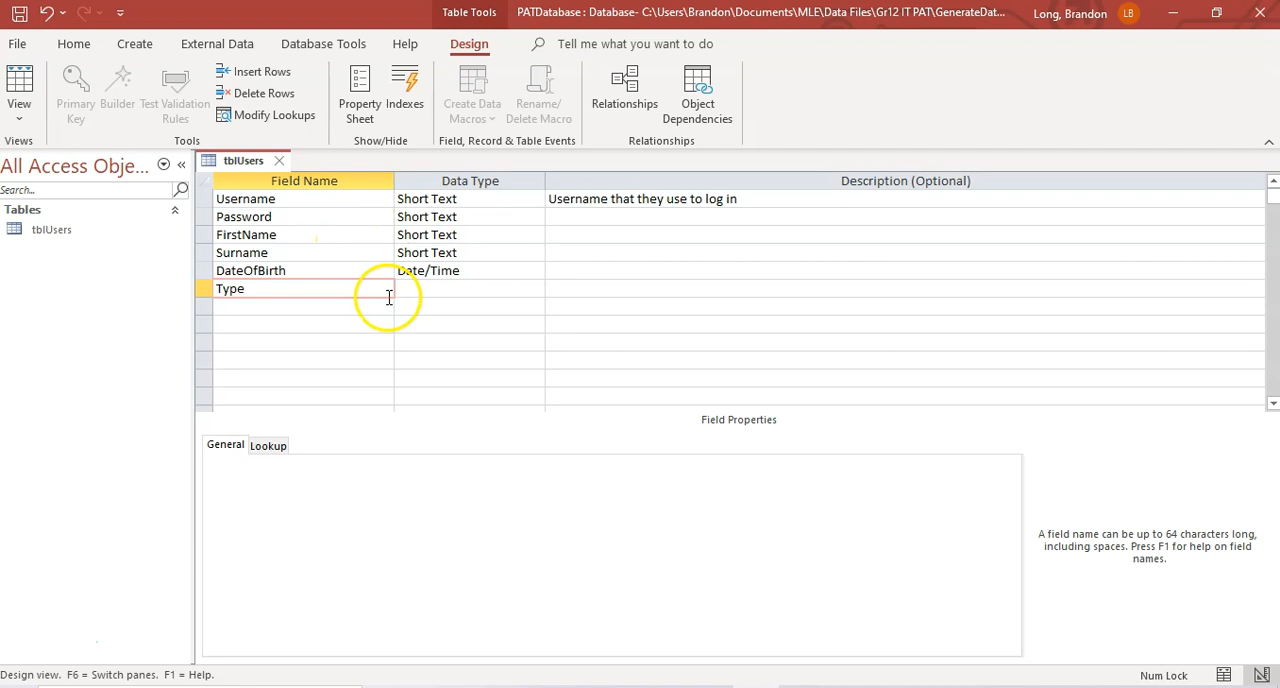 Table Tools
PATDatabase : Database- C:\Users\Brandon\Documents\MLE\Data Files\Gr12 IT PAT\GenerateDat...
Long, Brandon
LB
File
Home
Create
External Data
Database Tools
Help
Design
Tell me what you want to do
View
Primary Key
Builder
Test Validation Rules
Insert Rows
Delete Rows
Modify Lookups
Property Sheet
Indexes
Create Data Macros
Rename/ Delete Macro
Relationships
Object Dependencies
Views
Tools
Show/Hide
Field, Record & Table Events
Relationships
All Access Obje...
Search...
Tables
tblUsers
tblUsers
Field Name Data Type Description (Optional)
Username Short Text Username that they use to log in
Password Short Text
FirstName Short Text
Surname Short Text
DateOfBirth Date/Time
Type
Field Properties
General
Lookup
A field name can be up to 64 characters long,
including spaces. Press F1 for help on field
names.
Design view. F6 = Switch panes. F1 = Help.
Num Lock